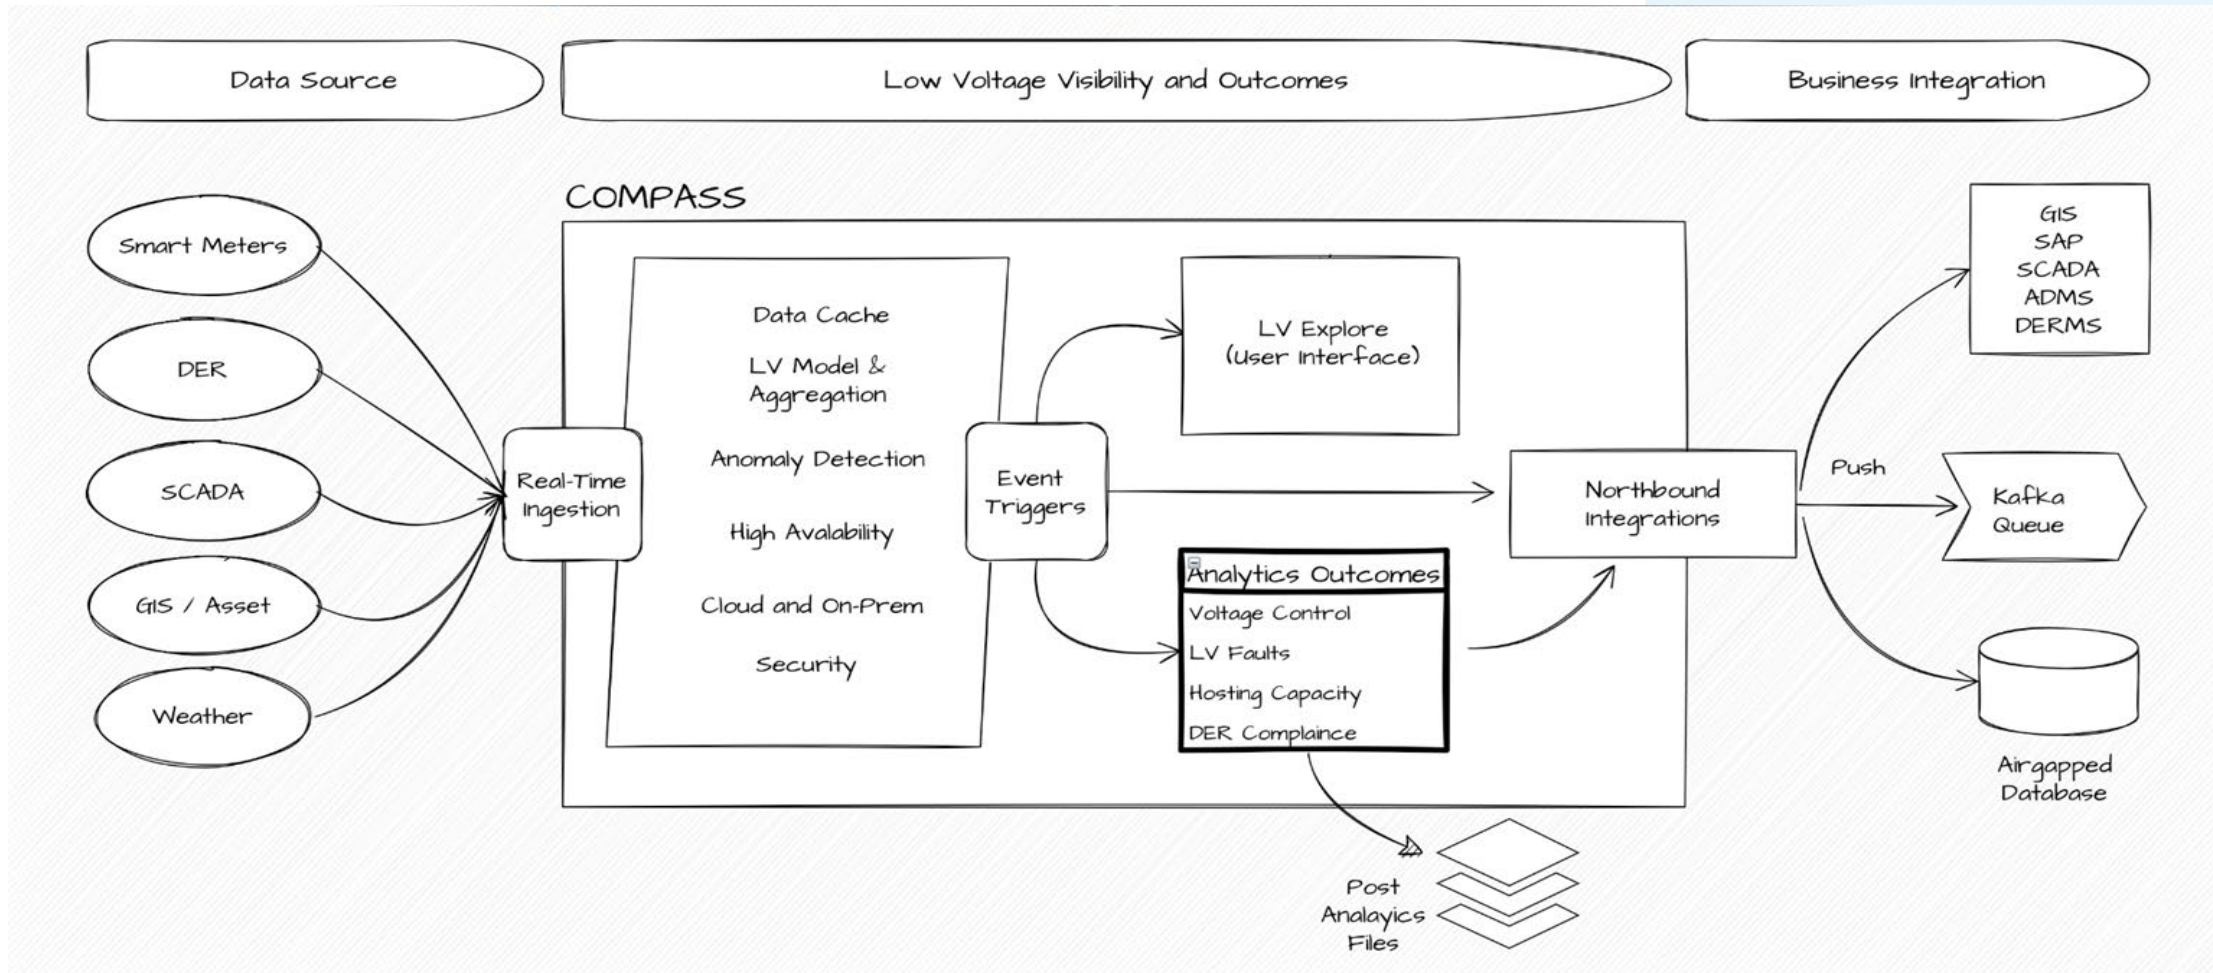 Data Source
Low Voltage Visibility and Outcomes
Business Integration
COMPASS
Smart Meters
DER
SCADA
GIS / Asset
Weather
Real-Time
Ingestion
Data Cache
LV Model &
Aggregation
Anomaly Detection
High Avalability
Cloud and On-Prem
Security
Event
Triggers
LV Explore
(User Interface)
Analytics Outcomes
Voltage Control
LV Faults
Hosting Capacity
DER Complaince
Post
Analayics
Files
Northbound
Integrations
Push
GIS
SAP
SCADA
ADMS
DERMS
Kafka
Queue
Airgapped
Database